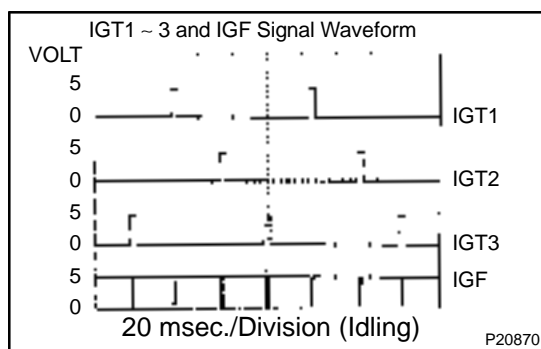 IGT1 ~ 3 and IGF Signal Waveform
VOLT
5
0
IGT1
5
0
IGT2
5
0
IGT3
5
0
IGF
20 msec./Division (Idling)
P20870